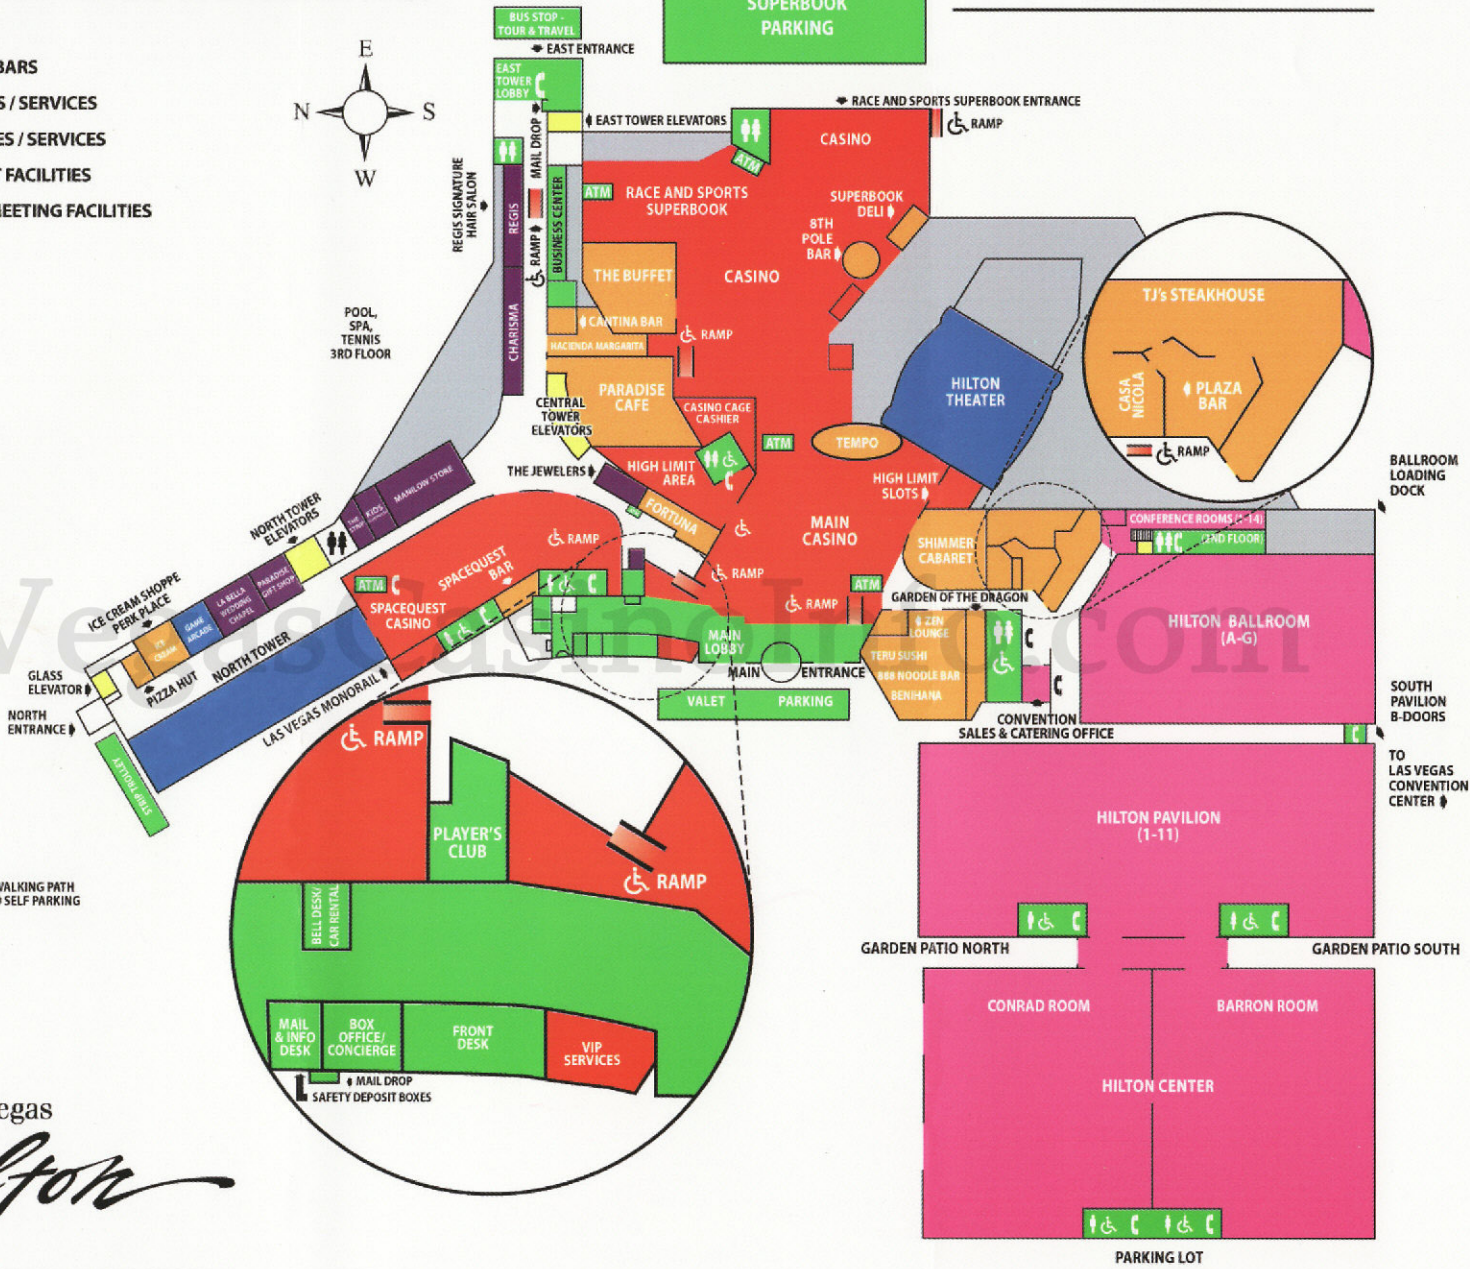 SUPERBOOK
PARKING
BUS STOP -
TOUR & TRAVEL
EAST ENTRANCE
BARS
S / SERVICES
ES / SERVICES
FACILITIES
MEETING FACILITIES
E
N
S
W
EAST
TOWER
LOBBY
MAIL DROP
EAST TOWER ELEVATORS
RACE AND SPORTS SUPERBOOK ENTRANCE
RAMP
CASINO
ATM
ATM
RACE AND SPORTS
SUPERBOOK
SUPERBOOK
DELI
8TH
POLE
BAR
REGIS SIGNATURE
HAIR SALON
REGIS
RAMP
BUSINESS CENTER
THE BUFFET
CASINO
CHARISMA
CANTINA BAR
HACIENDA MARGARITA
RAMP
POOL,
SPA,
TENNIS
3RD FLOOR
PARADISE
CAFE
CENTRAL
TOWER
ELEVATORS
CASINO CAGE
CASHIER
ATM
TEMPO
HILTON
THEATER
TJ's STEAKHOUSE
CASA
NICOLA
PLAZA
BAR
RAMP
BALLROOM
LOADING
DOCK
THE JEWELERS
HIGH LIMIT
AREA
HIGH LIMIT
SLOTS
FORTUNA
MAIN
CASINO
SHIMMER
CABARET
CONFERENCE ROOMS (1-14)
(2ND FLOOR)
MANILOW STORE
KIDS
NORTH TOWER
ELEVATORS
PARADISE
GIFT SHOP
LA BELLA
WEDDING
CHAPEL
GAME
ARCADE
ICE
CREAM
ICE CREAM SHOPPE
PERK PLACE
PIZZA HUT
NORTH TOWER
LAS VEGAS MONORAIL
GLASS
ELEVATOR
NORTH
ENTRANCE
STRIP TROLLEY
RAMP
SPACEQUEST
BAR
ATM
SPACEQUEST
CASINO
RAMP
RAMP
ATM
GARDEN OF THE DRAGON
ZEN
LOUNGE
TERU SUSHI
888 NOODLE BAR
BENIHANA
MAIN
LOBBY
MAIN
ENTRANCE
VALET
PARKING
CONVENTION
SALES & CATERING OFFICE
HILTON BALLROOM
(A-G)
SOUTH
PAVILION
B-DOORS
TO
LAS VEGAS
CONVENTION
CENTER
VegasCasinoInfo.com
HILTON PAVILION
(1-11)
GARDEN PATIO NORTH
GARDEN PATIO SOUTH
CONRAD ROOM
BARRON ROOM
HILTON CENTER
PARKING LOT
RAMP
PLAYER'S
CLUB
RAMP
BELL DESK/
CAR RENTAL
MAIL
& INFO
DESK
BOX
OFFICE/
CONCIERGE
FRONT
DESK
VIP
SERVICES
MAIL DROP
SAFETY DEPOSIT BOXES
WALKING PATH
SELF PARKING
egas
lton